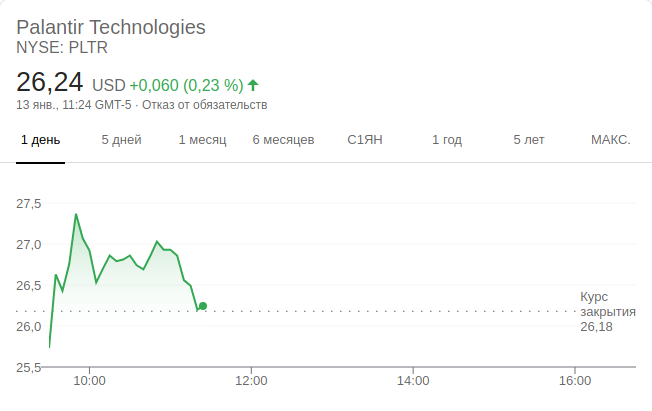 Palantir Technologies
NYSE: PLTR
26,24 USD +0,060 (0,23 %)
13 янв., 11:24 GMT-5 · Отказ от обязательств
1 день 5 дней 1 месяц 6 месяцев С1ЯН 1 год 5 лет МАКС.
27,5
27,0
26,5
26,0
25,5
Курс
закрытия
26,18
10:00 12:00 14:00 16:00